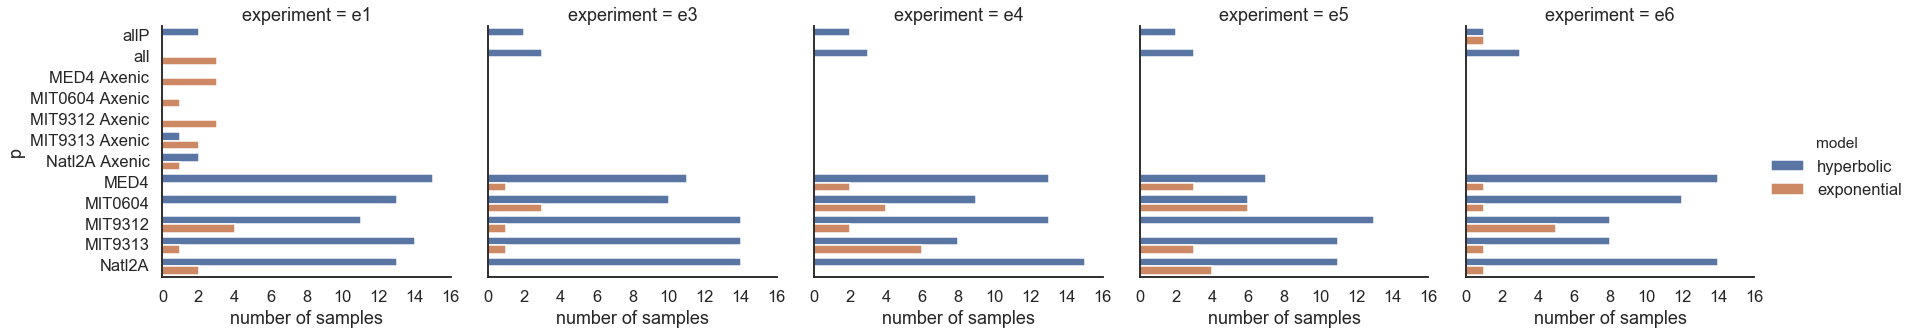 experiment = e1
experiment = e3
experiment = e4
experiment = e5
experiment = e6
p
allP
all
MED4 Axenic
MIT0604 Axenic
MIT9312 Axenic
MIT9313 Axenic
Natl2A Axenic
MED4
MIT0604
MIT9312
MIT9313
Natl2A
model
hyperbolic
exponential
0 2 4 6 8 10 12 14 16
0 2 4 6 8 10 12 14 16
0 2 4 6 8 10 12 14 16
0 2 4 6 8 10 12 14 16
0 2 4 6 8 10 12 14 16
number of samples
number of samples
number of samples
number of samples
number of samples